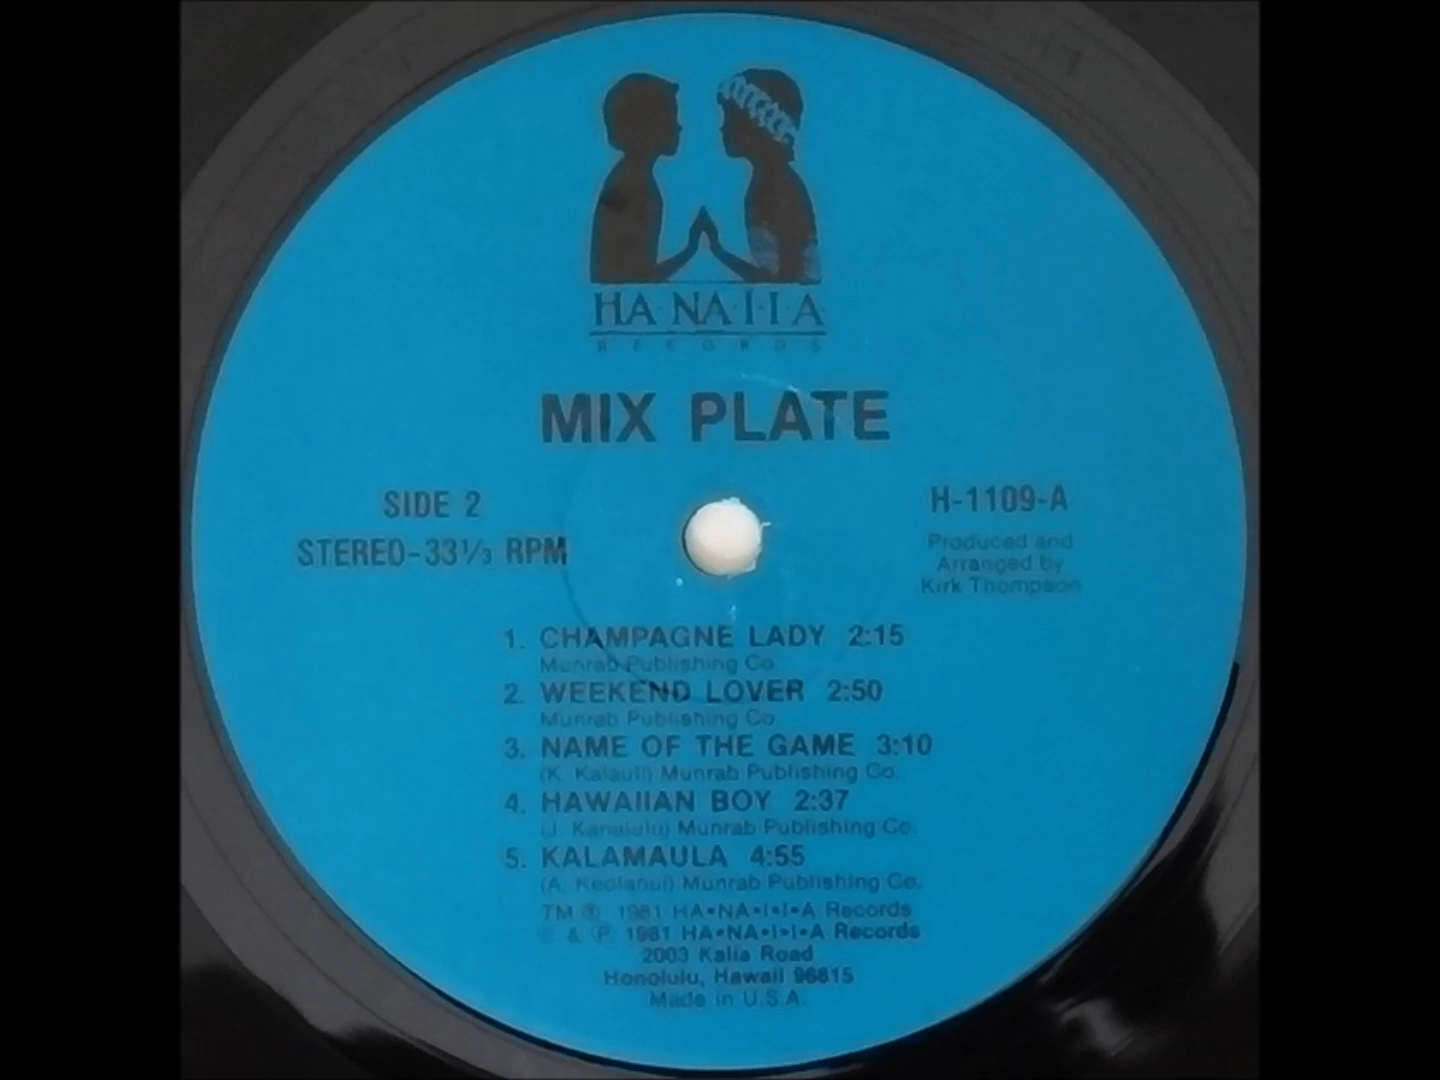 HA·NA·I·I·A
RECORDS
MIX PLATE
SIDE 2
STEREO-33⅓ RPM
H-1109-A
Produced and
Arranged by
Kirk Thompson
1. CHAMPAGNE LADY 2:15
Munrab Publishing Co.
2. WEEKEND LOVER 2:50
Munrab Publishing Co.
3. NAME OF THE GAME 3:10
(K. Kalauli) Munrab Publishing Co.
4. HAWAIIAN BOY 2:37
(J. Kanalulu) Munrab Publishing Co.
5. KALAMAULA 4:55
(A. Keolanui) Munrab Publishing Co.
TM ® 1981 HA•NA•I•I•A Records
© & ℗ 1981 HA•NA•I•I•A Records
2003 Kalia Road
Honolulu, Hawaii 96815
Made in U.S.A.